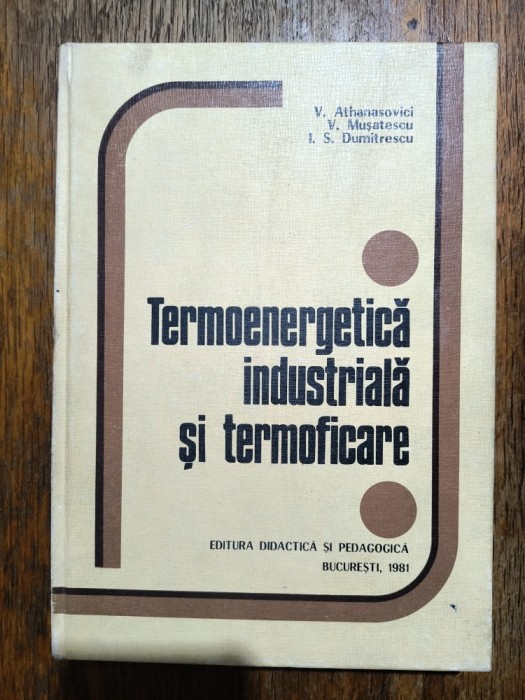 V. Athanasovici
V. Mușatescu
I. S. Dumitrescu
Termoenergetică
industrială
și termoficare
EDITURA DIDACTICĂ ȘI PEDAGOGICĂ
BUCUREȘTI, 1981